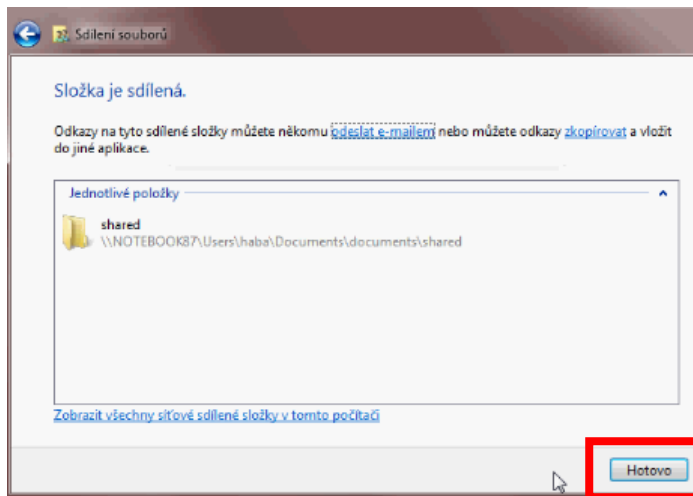 Sdílení souborů
Složka je sdílená.
Odkazy na tyto sdílené složky můžete někomu odeslat e-mailem nebo můžete odkazy zkopírovat a vložit
do jiné aplikace.
Jednotlivé položky
shared
\\NOTEBOOK87\Users\haba\Documents\documents\shared
Zobrazit všechny síťové sdílené složky v tomto počítači
Hotovo